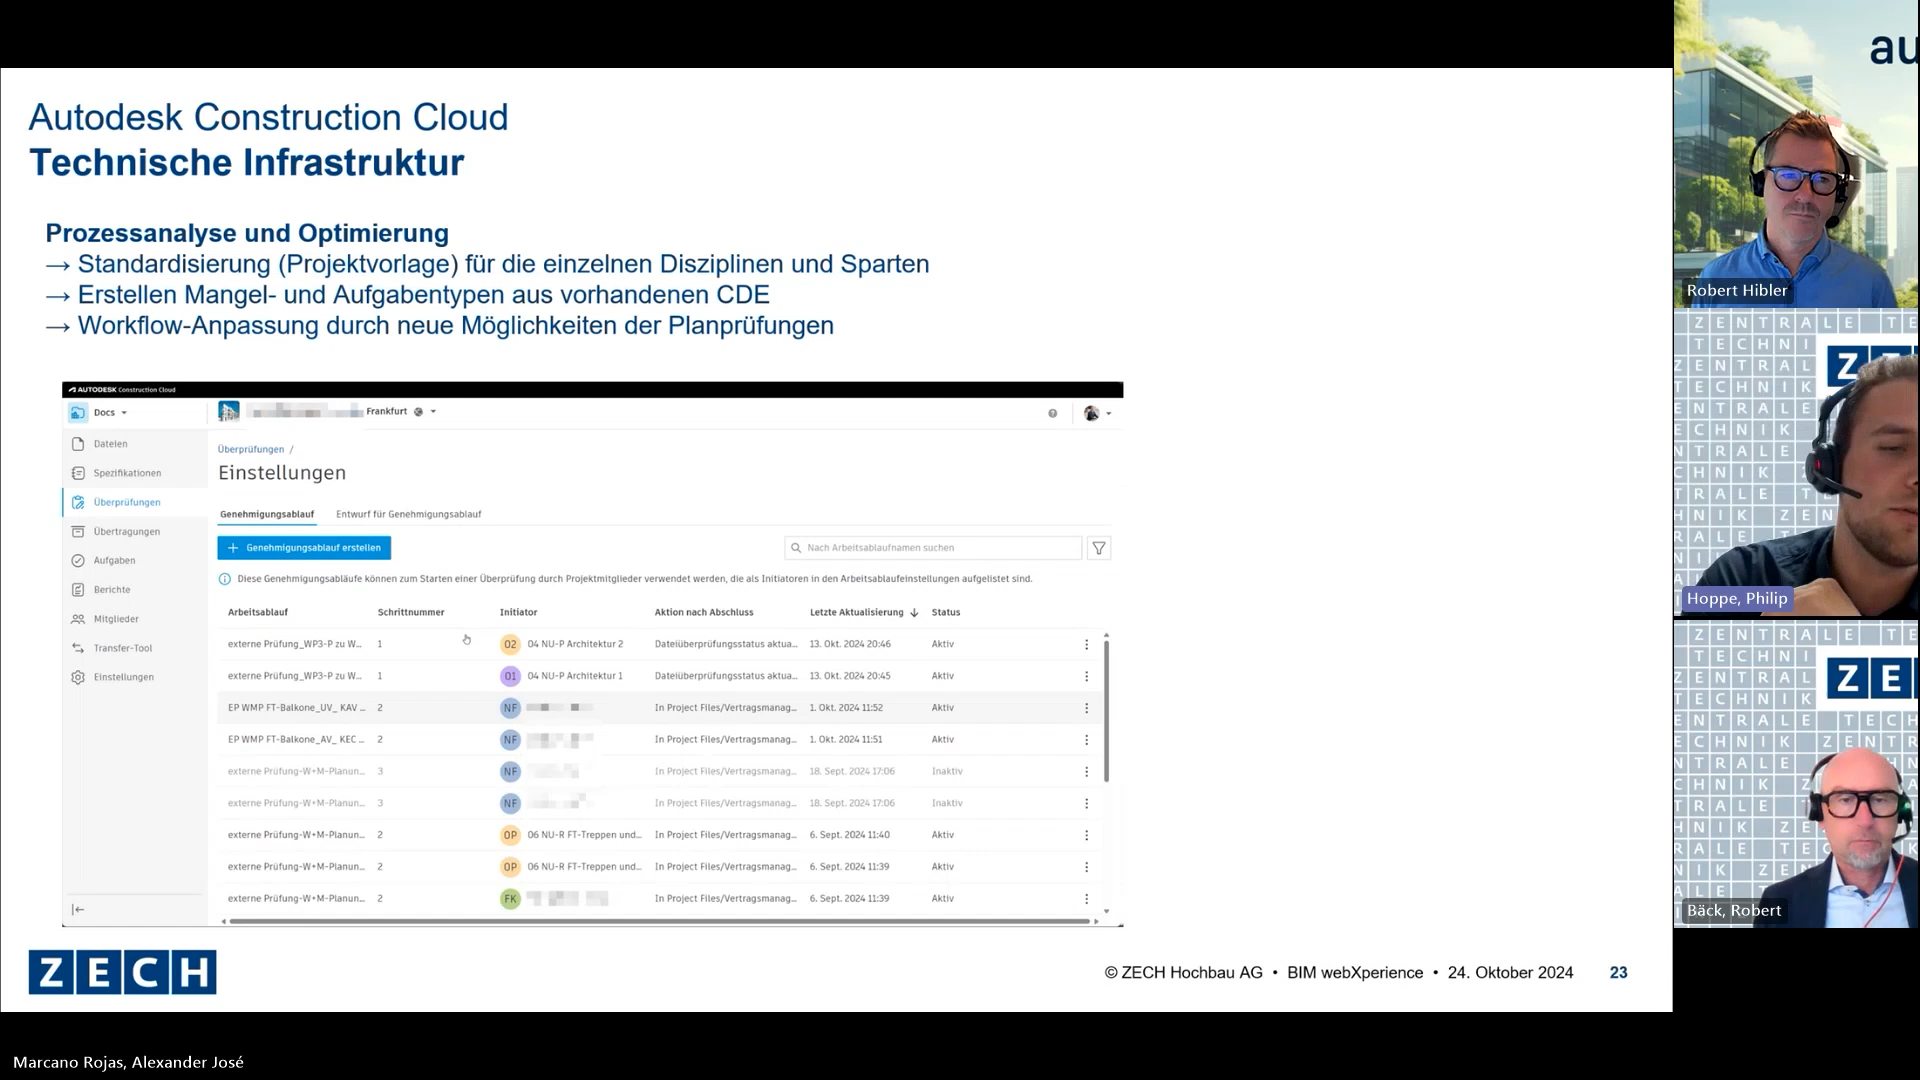 Autodesk Construction Cloud
Technische Infrastruktur
Prozessanalyse und Optimierung
→ Standardisierung (Projektvorlage) für die einzelnen Disziplinen und Sparten
→ Erstellen Mangel- und Aufgabentypen aus vorhandenen CDE
→ Workflow-Anpassung durch neue Möglichkeiten der Planprüfungen
AUTODESK Construction Cloud
Docs
Frankfurt
Dateien
Spezifikationen
Überprüfungen
Übertragungen
Aufgaben
Berichte
Mitglieder
Transfer-Tool
Einstellungen
Überprüfungen /
Einstellungen
Genehmigungsablauf Entwurf für Genehmigungsablauf
+ Genehmigungsablauf erstellen
Nach Arbeitsablaufnamen suchen
Diese Genehmigungsabläufe können zum Starten einer Überprüfung durch Projektmitglieder verwendet werden, die als Initiatoren in den Arbeitsablaufeinstellungen aufgelistet sind.
Arbeitsablauf Schrittnummer Initiator Aktion nach Abschluss Letzte Aktualisierung ↓ Status
externe Prüfung_WP3-P zu W... 1 02 04 NU-P Architektur 2 Dateiüberprüfungsstatus aktua... 13. Okt. 2024 20:46 Aktiv
externe Prüfung_WP3-P zu W... 1 01 04 NU-P Architektur 1 Dateiüberprüfungsstatus aktua... 13. Okt. 2024 20:45 Aktiv
EP WMP FT-Balkone_UV_ KAV ... 2 NF In Project Files/Vertragsmanag... 1. Okt. 2024 11:52 Aktiv
EP WMP FT-Balkone_AV_ KEC ... 2 NF In Project Files/Vertragsmanag... 1. Okt. 2024 11:51 Aktiv
externe Prüfung-W+M-Planun... 3 NF In Project Files/Vertragsmanag... 18. Sept. 2024 17:06 Inaktiv
externe Prüfung-W+M-Planun... 3 NF In Project Files/Vertragsmanag... 18. Sept. 2024 17:06 Inaktiv
externe Prüfung-W+M-Planun... 2 0P 06 NU-R FT-Treppen und... In Project Files/Vertragsmanag... 6. Sept. 2024 11:40 Aktiv
externe Prüfung-W+M-Planun... 2 0P 06 NU-R FT-Treppen und... In Project Files/Vertragsmanag... 6. Sept. 2024 11:39 Aktiv
externe Prüfung-W+M-Planun... 2 FK In Project Files/Vertragsmanag... 6. Sept. 2024 11:39 Aktiv
ZECH
© ZECH Hochbau AG • BIM webXperience • 24. Oktober 2024 23
Marcano Rojas, Alexander José
au
Robert Hibler
ZENTRALE TE
Hoppe, Philip
ZENTRALE TE
ZE
Bäck, Robert